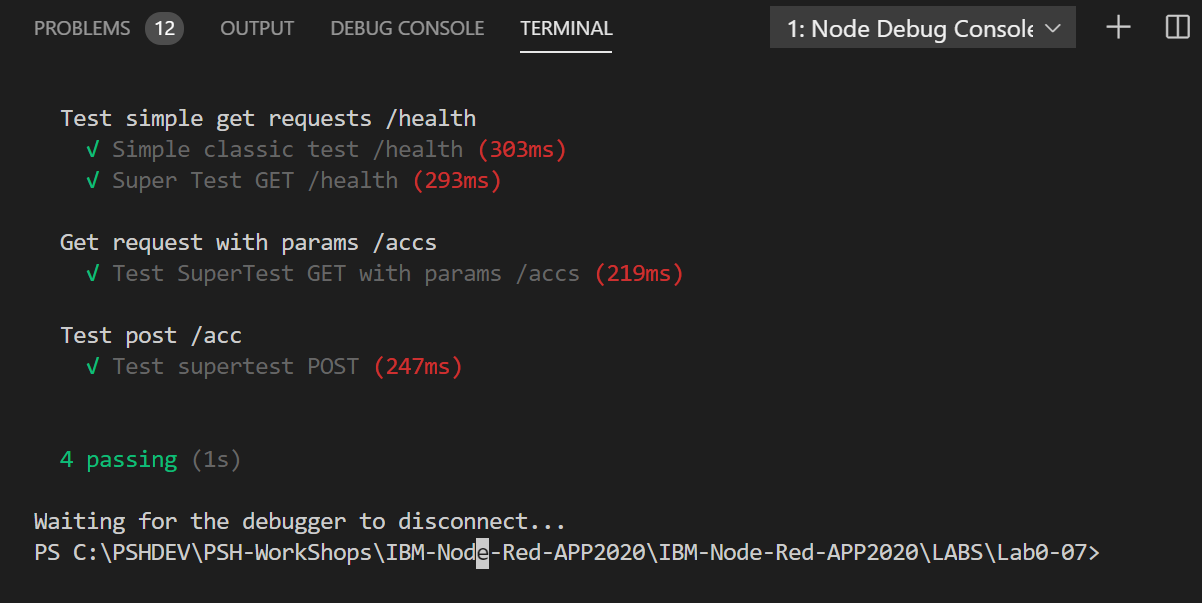 PROBLEMS 12 OUTPUT DEBUG CONSOLE TERMINAL 1: Node Debug Console
Test simple get requests /health
√ Simple classic test /health (303ms)
√ Super Test GET /health (293ms)
Get request with params /accs
√ Test SuperTest GET with params /accs (219ms)
Test post /acc
√ Test supertest POST (247ms)
4 passing (1s)
Waiting for the debugger to disconnect...
PS C:\PSHDEV\PSH-WorkShops\IBM-Node-Red-APP2020\IBM-Node-Red-APP2020\LABS\Lab0-07>